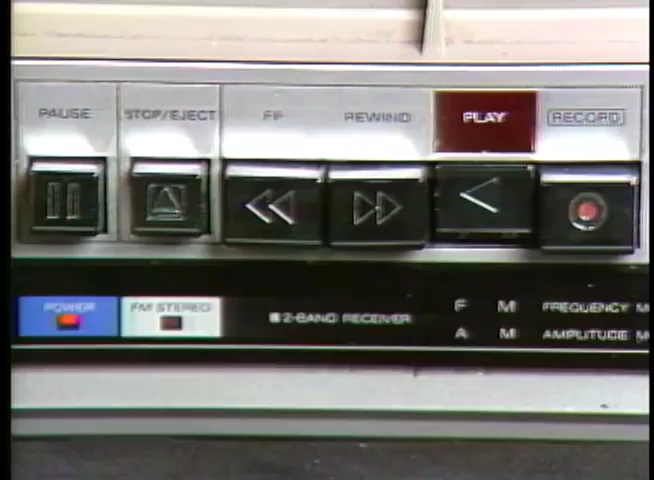 PAUSE STOP/EJECT F/F REWIND PLAY RECORD
POWER FM STEREO
2-BAND RECEIVER
F M FREQUENCY M
A M AMPLITUDE M